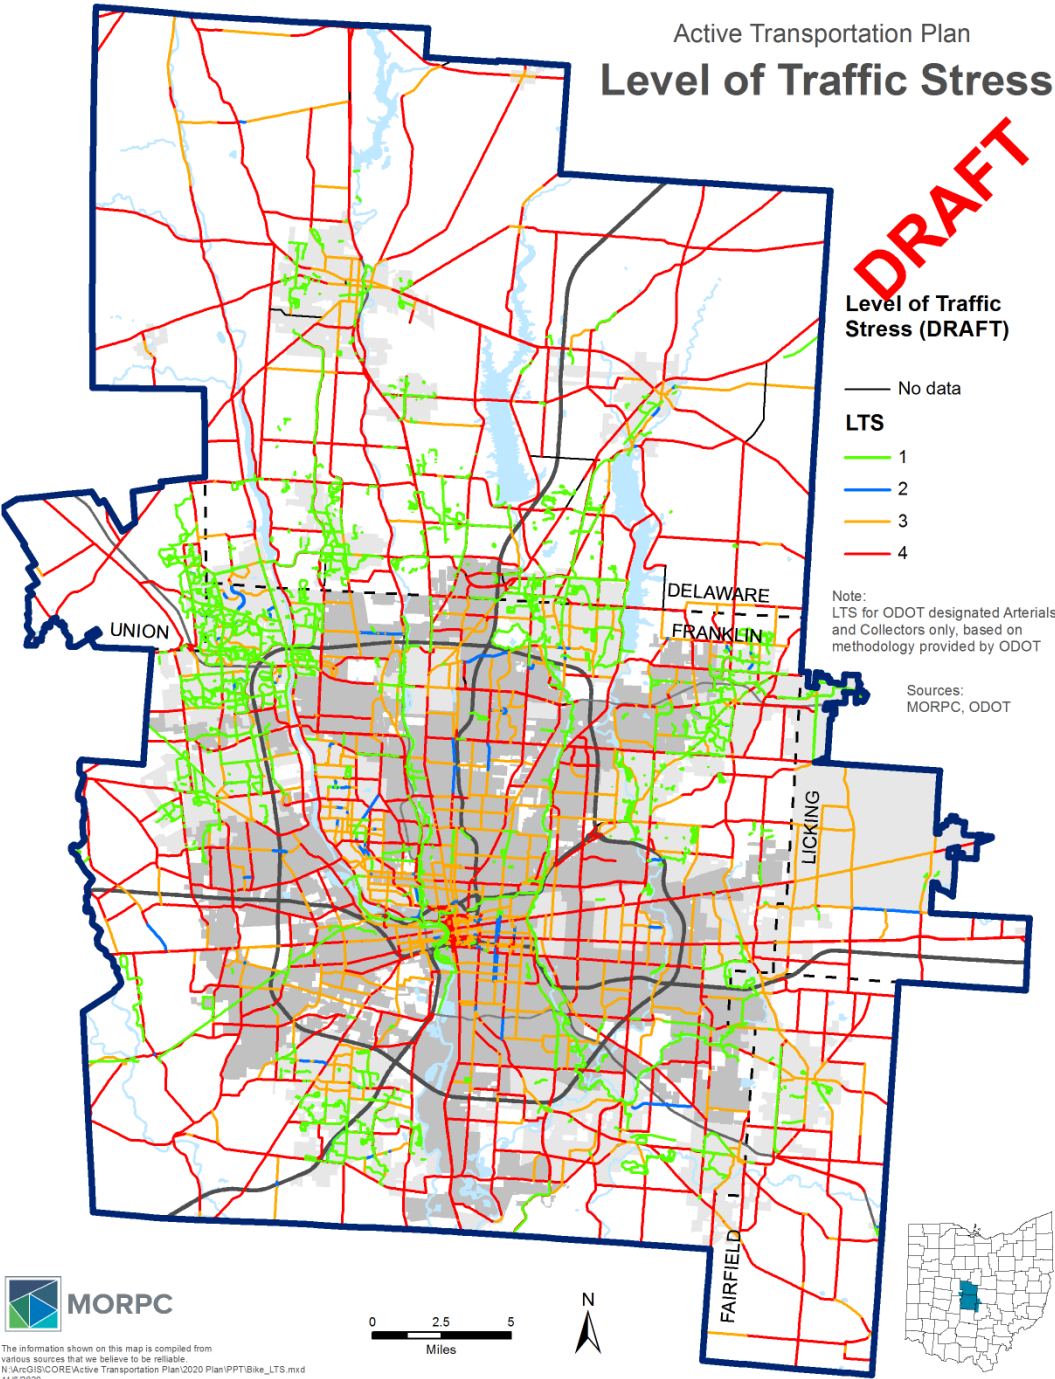 Active Transportation Plan
Level of Traffic Stress
DRAFT
Level of Traffic
Stress (DRAFT)
No data
LTS
1
2
3
4
Note:
LTS for ODOT designated Arterials
and Collectors only, based on
methodology provided by ODOT
Sources:
MORPC, ODOT
DELAWARE
FRANKLIN
UNION
LICKING
FAIRFIELD
MORPC
0 2.5 5
Miles
N
The information shown on this map is compiled from
various sources that we believe to be relliable.
N:\ArcGIS\CORE\Active Transportation Plan\2020 Plan\PPT\Bike_LTS.mxd